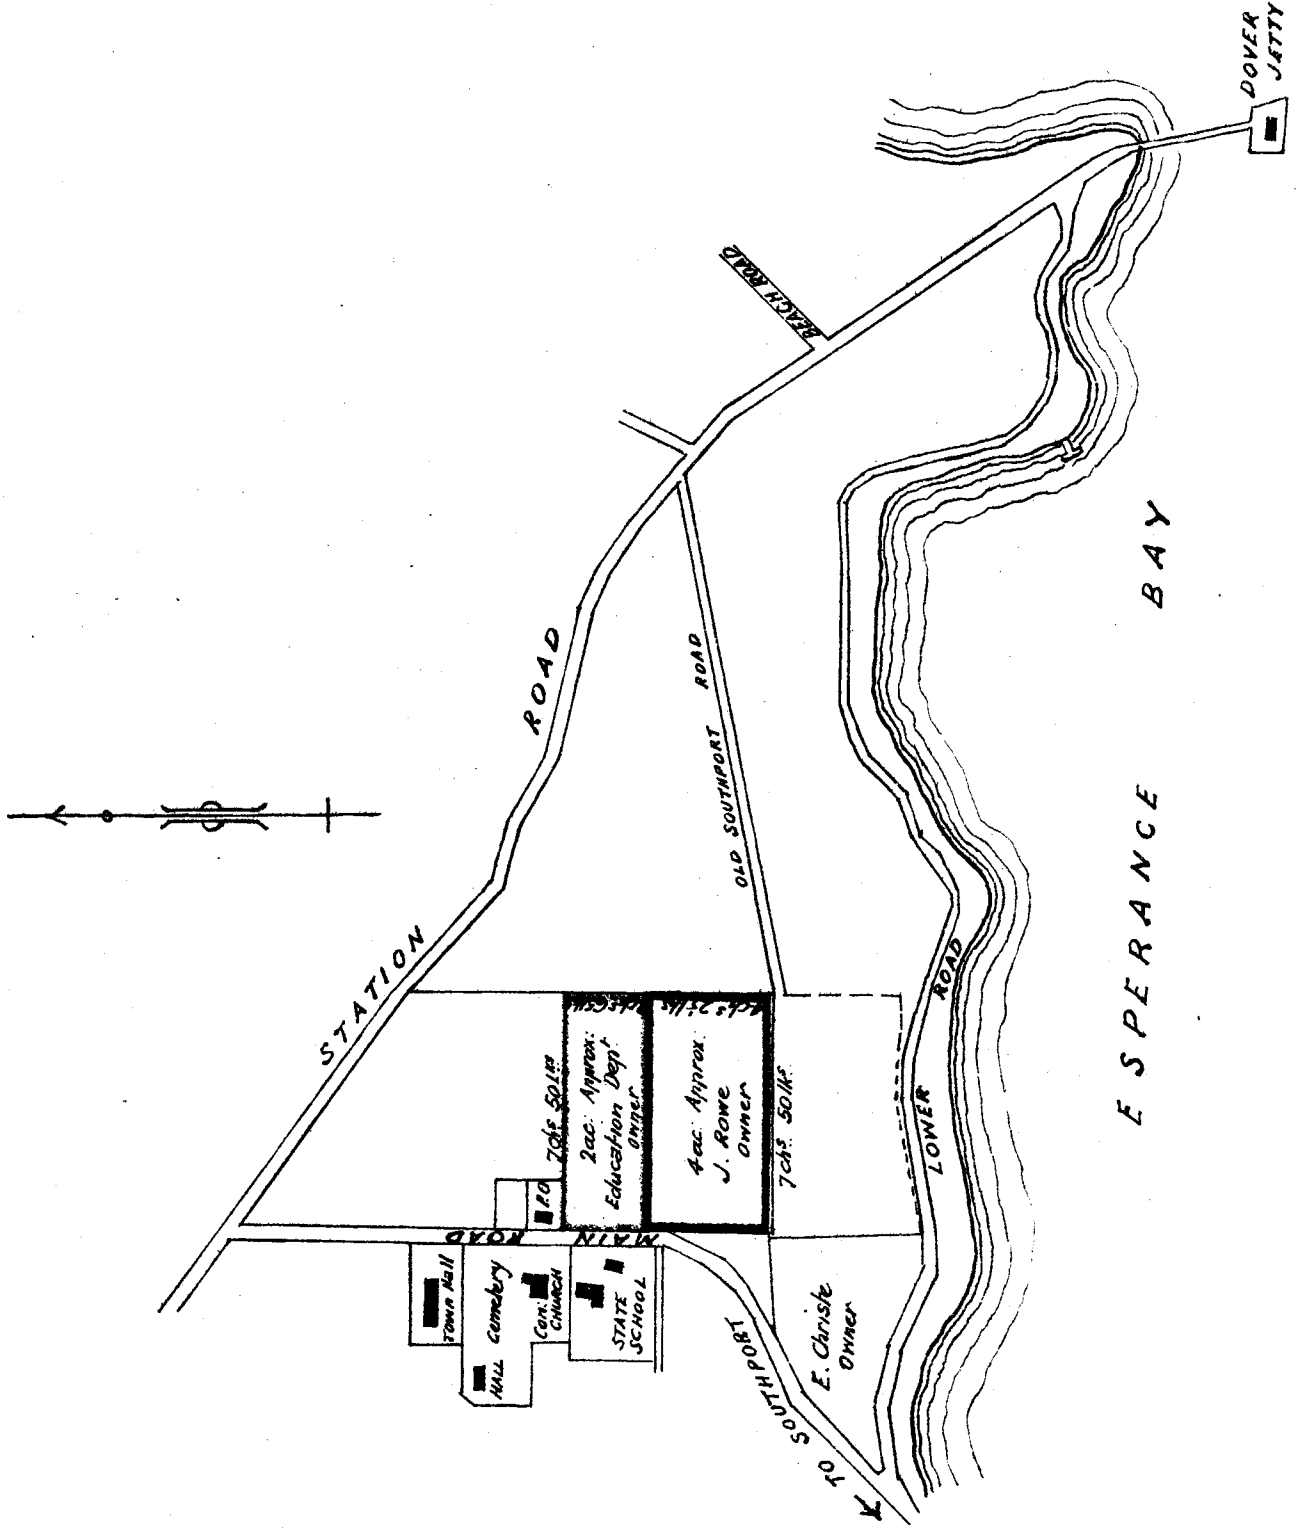 DOVER
JETTY
BEACH ROAD
STATION ROAD
OLD SOUTHPORT ROAD
ESPERANCE BAY
LOWER ROAD
7chs 50lks
2ac: Approx:
Education Dept
Owner
4ac: Approx:
J. Rowe
Owner
4chs 25lks
7chs 50lks
P.O
MAIN ROAD
TOWN Hall
Cemetery
HALL
Con:
CHURCH
STATE
SCHOOL
TO SOUTHPORT
E. Christe
Owner